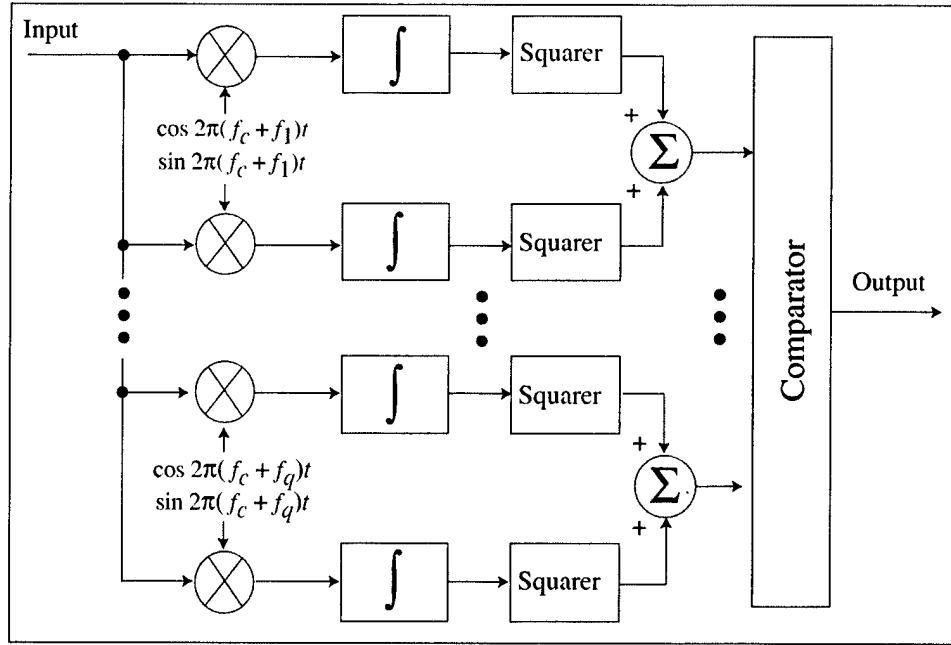 Input
∫
Squarer
cos 2π(f_c + f_1)t
sin 2π(f_c + f_1)t
+
Σ
+
∫
Squarer
Comparator
Output
∫
Squarer
cos 2π(f_c + f_q)t
sin 2π(f_c + f_q)t
+
Σ
+
∫
Squarer